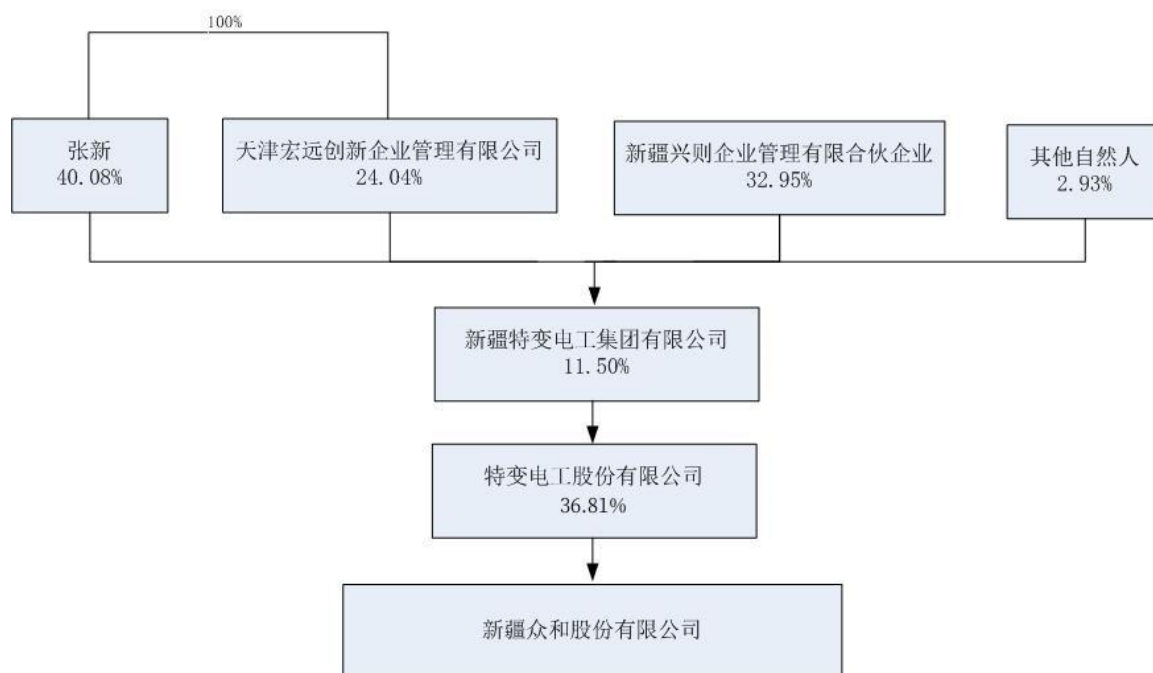 100%
张新
40.08%
天津宏远创新企业管理有限公司
24.04%
新疆兴则企业管理有限合伙企业
32.95%
其他自然人
2.93%
新疆特变电工集团有限公司
11.50%
特变电工股份有限公司
36.81%
新疆众和股份有限公司